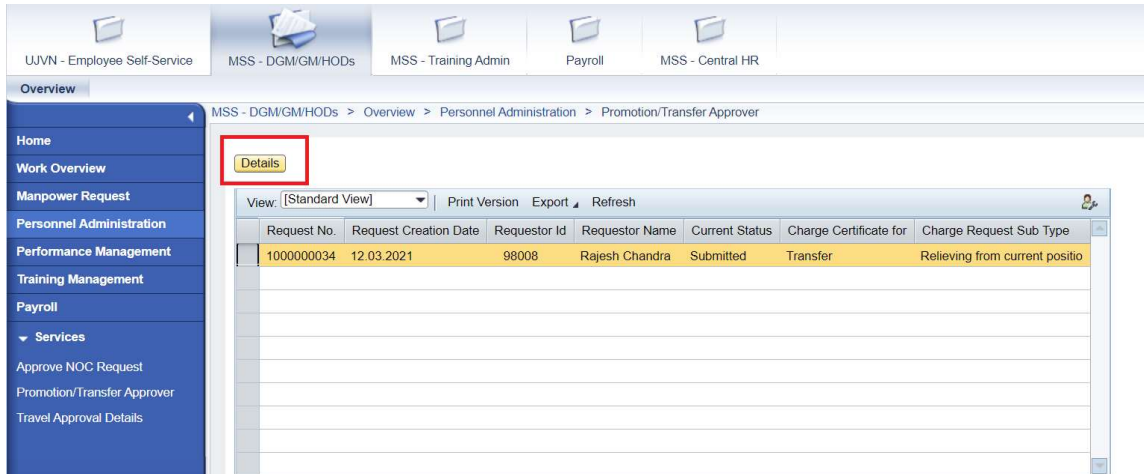 UJVN - Employee Self-Service MSS - DGM/GM/HODs MSS - Training Admin Payroll MSS - Central HR
Overview
MSS - DGM/GM/HODs > Overview > Personnel Administration > Promotion/Transfer Approver
Home
Work Overview
Manpower Request
Personnel Administration
Performance Management
Training Management
Payroll
Services
Approve NOC Request
Promotion/Transfer Approver
Travel Approval Details
Details
View: [Standard View] Print Version Export Refresh
Request No. Request Creation Date Requestor Id Requestor Name Current Status Charge Certificate for Charge Request Sub Type
1000000034 12.03.2021 98008 Rajesh Chandra Submitted Transfer Relieving from current positio